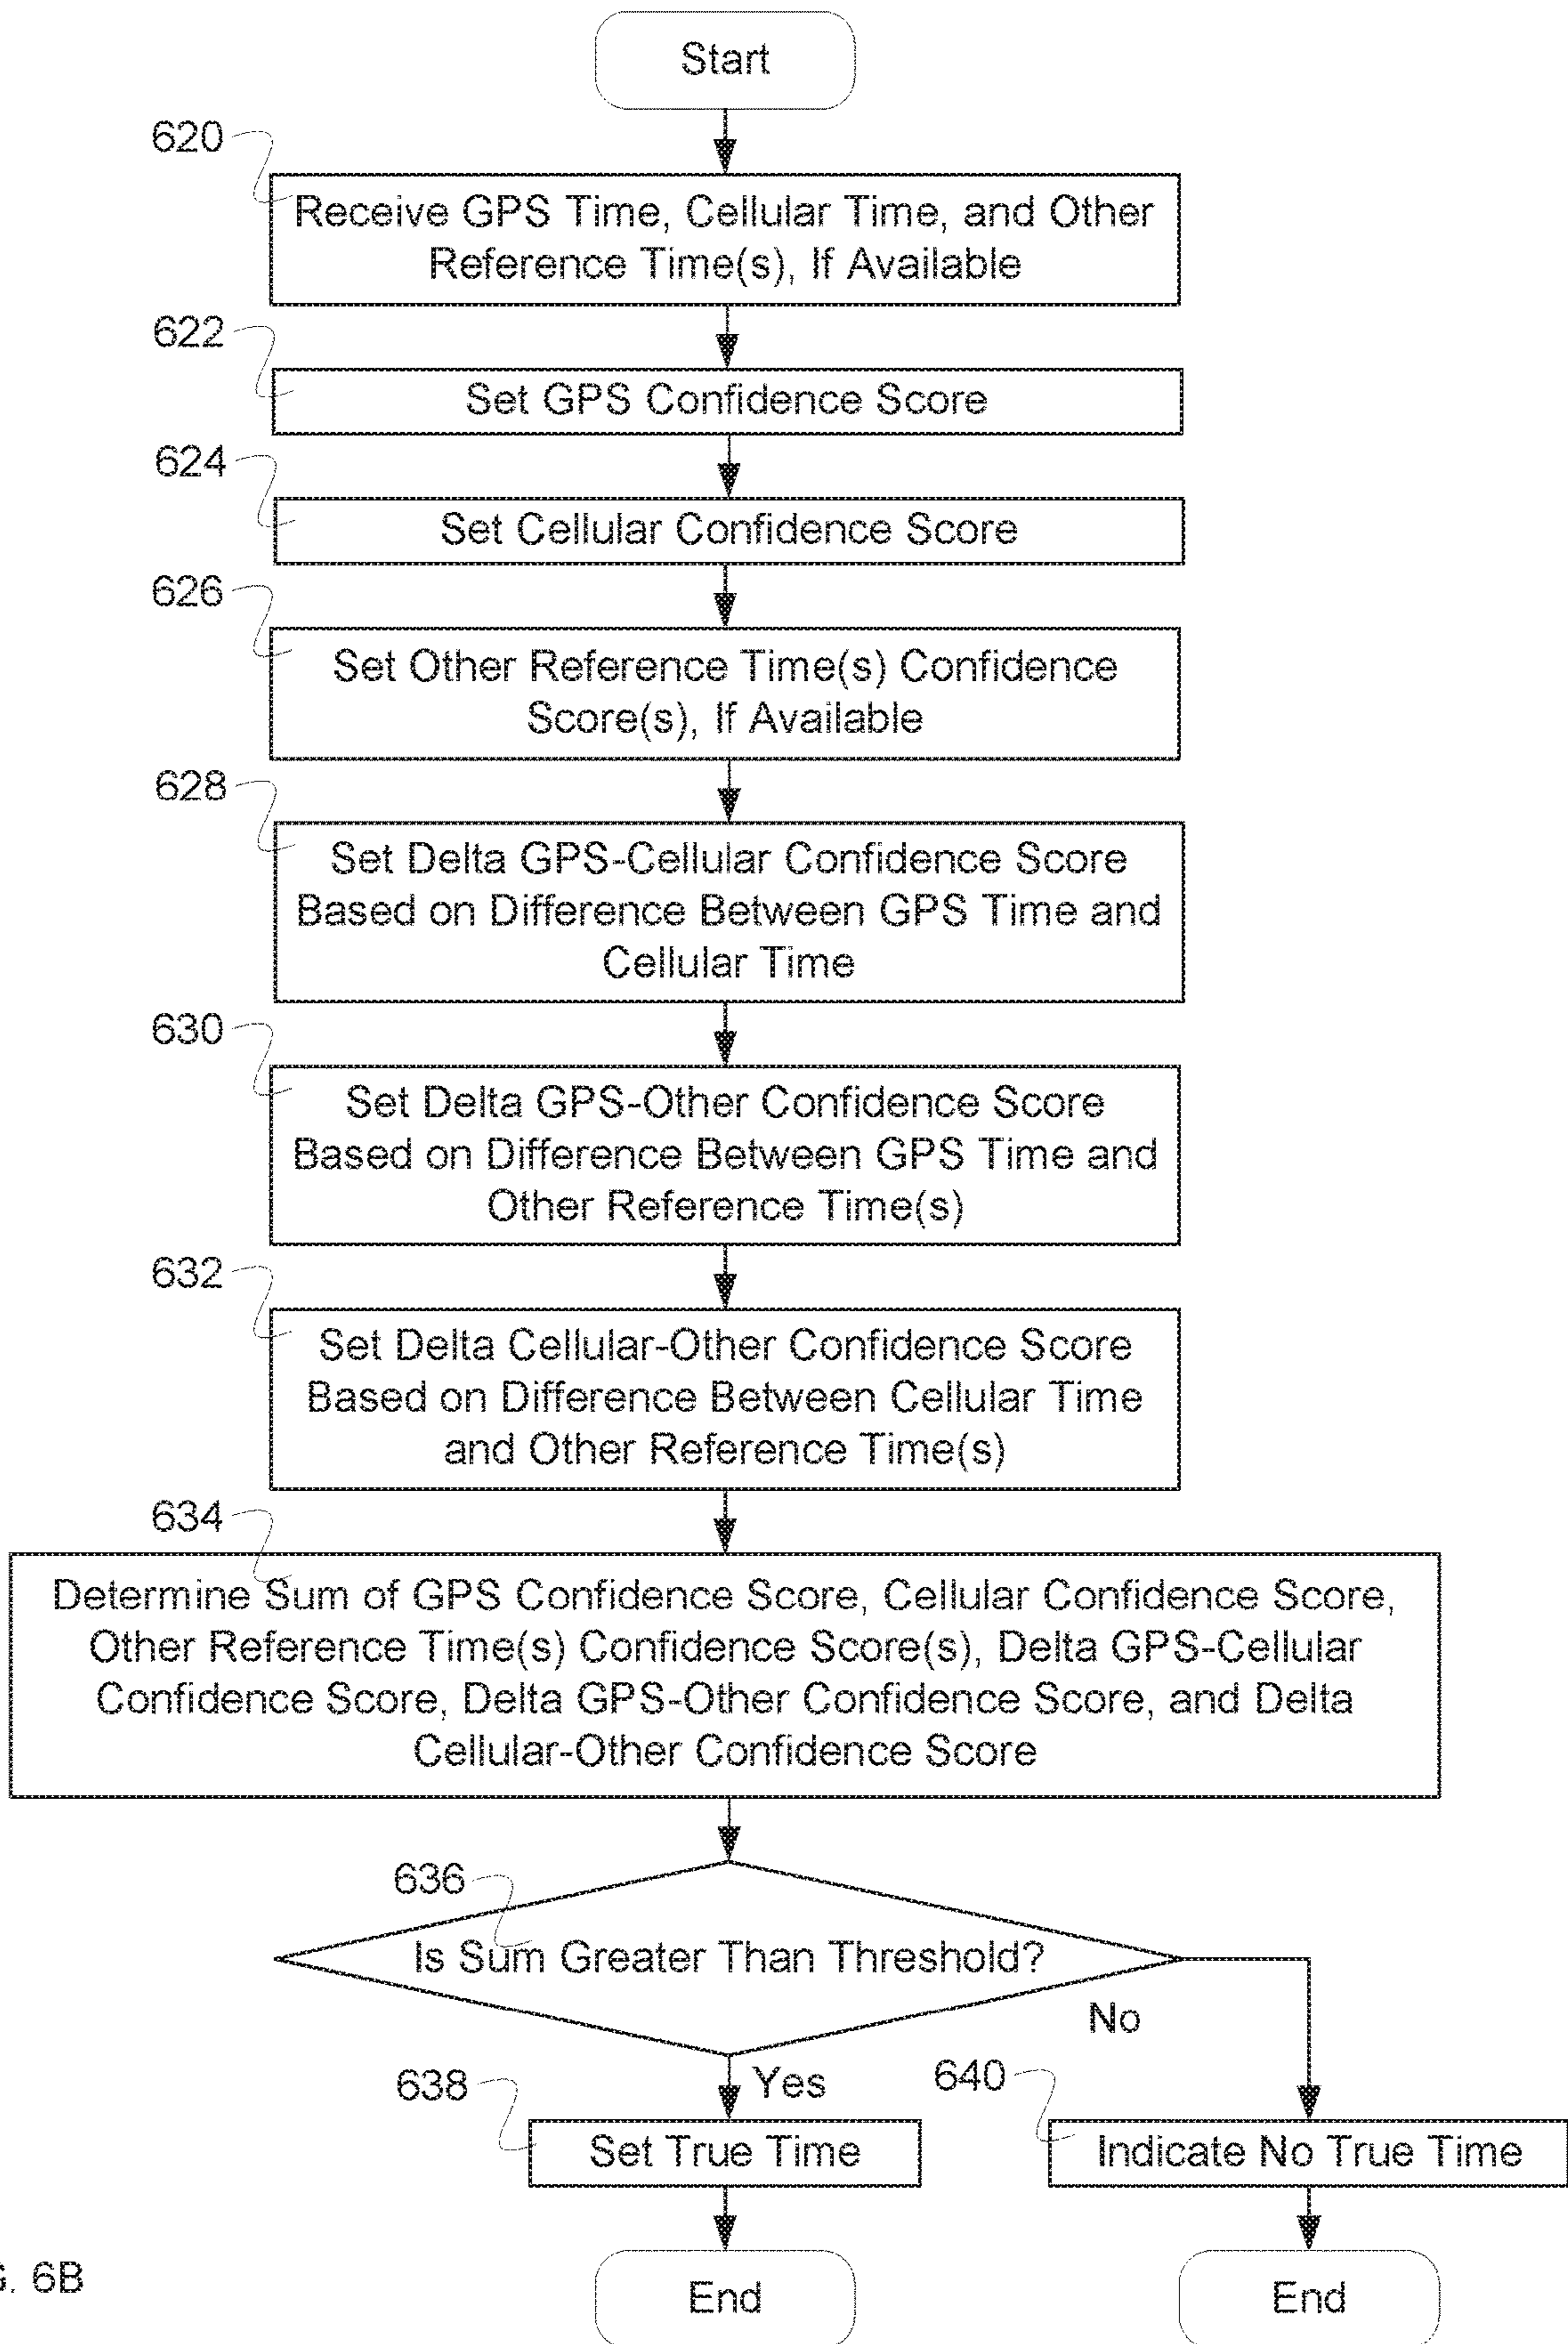 Start
620
Receive GPS Time, Cellular Time, and Other
Reference Time(s), If Available
622
Set GPS Confidence Score
624
Set Cellular Confidence Score
626
Set Other Reference Time(s) Confidence
Score(s), If Available
628
Set Delta GPS-Cellular Confidence Score
Based on Difference Between GPS Time and
Cellular Time
630
Set Delta GPS-Other Confidence Score
Based on Difference Between GPS Time and
Other Reference Time(s)
632
Set Delta Cellular-Other Confidence Score
Based on Difference Between Cellular Time
and Other Reference Time(s)
634
Determine Sum of GPS Confidence Score, Cellular Confidence Score,
Other Reference Time(s) Confidence Score(s), Delta GPS-Cellular
Confidence Score, Delta GPS-Other Confidence Score, and Delta
Cellular-Other Confidence Score
636
Is Sum Greater Than Threshold?
No
Yes
638
Set True Time
640
Indicate No True Time
End
End
G. 6B